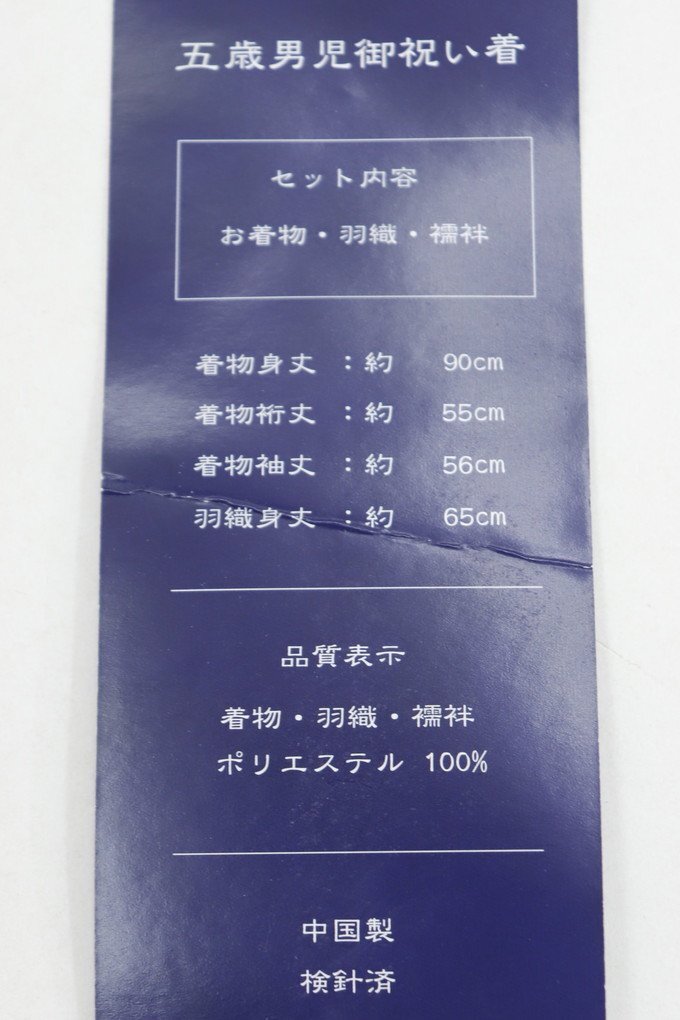 五歳男児御祝い着
セット内容
お着物・羽織・襦袢
着物身丈 ：約 90cm
着物裄丈 ：約 55cm
着物袖丈 ：約 56cm
羽織身丈 ：約 65cm
品質表示
着物・羽織・襦袢
ポリエステル 100%
中国製
検針済